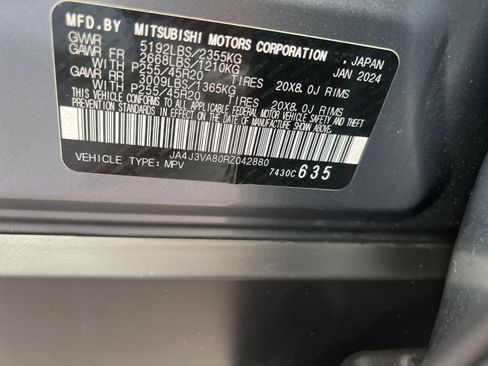 MFD.BY MITSUBISHI MOTORS CORPORATION, JAPAN
GVWR 5192LBS/2355KG JAN 2024
GAWR FR 2668LBS/1210KG
WITH P255/45R20 TIRES 20X8.0J RIMS
GAWR RR 3009LBS/1365KG
WITH P255/45R20 TIRES 20X8.0J RIMS
THIS VEHICLE CONFORMS TO ALL APPLICABLE FEDERAL MOTOR VEHICLE SAFETY AND THEFT
PREVENTION STANDARDS IN EFFECT ON THE DATE OF MANUFACTURE SHOWN ABOVE.
JA4J3VA80RZ042880
VEHICLE TYPE: MPV 7430C 635